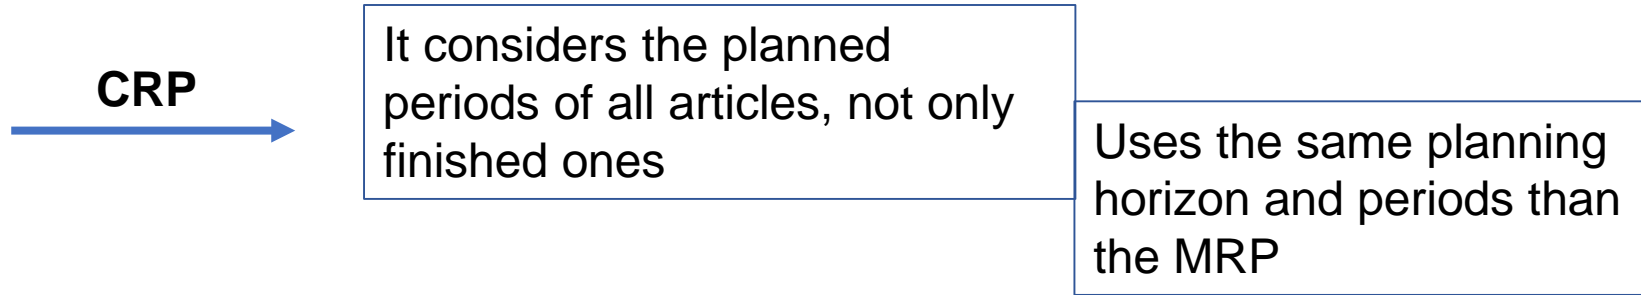 CRP
It considers the planned
periods of all articles, not only
finished ones
Uses the same planning
horizon and periods than
the MRP